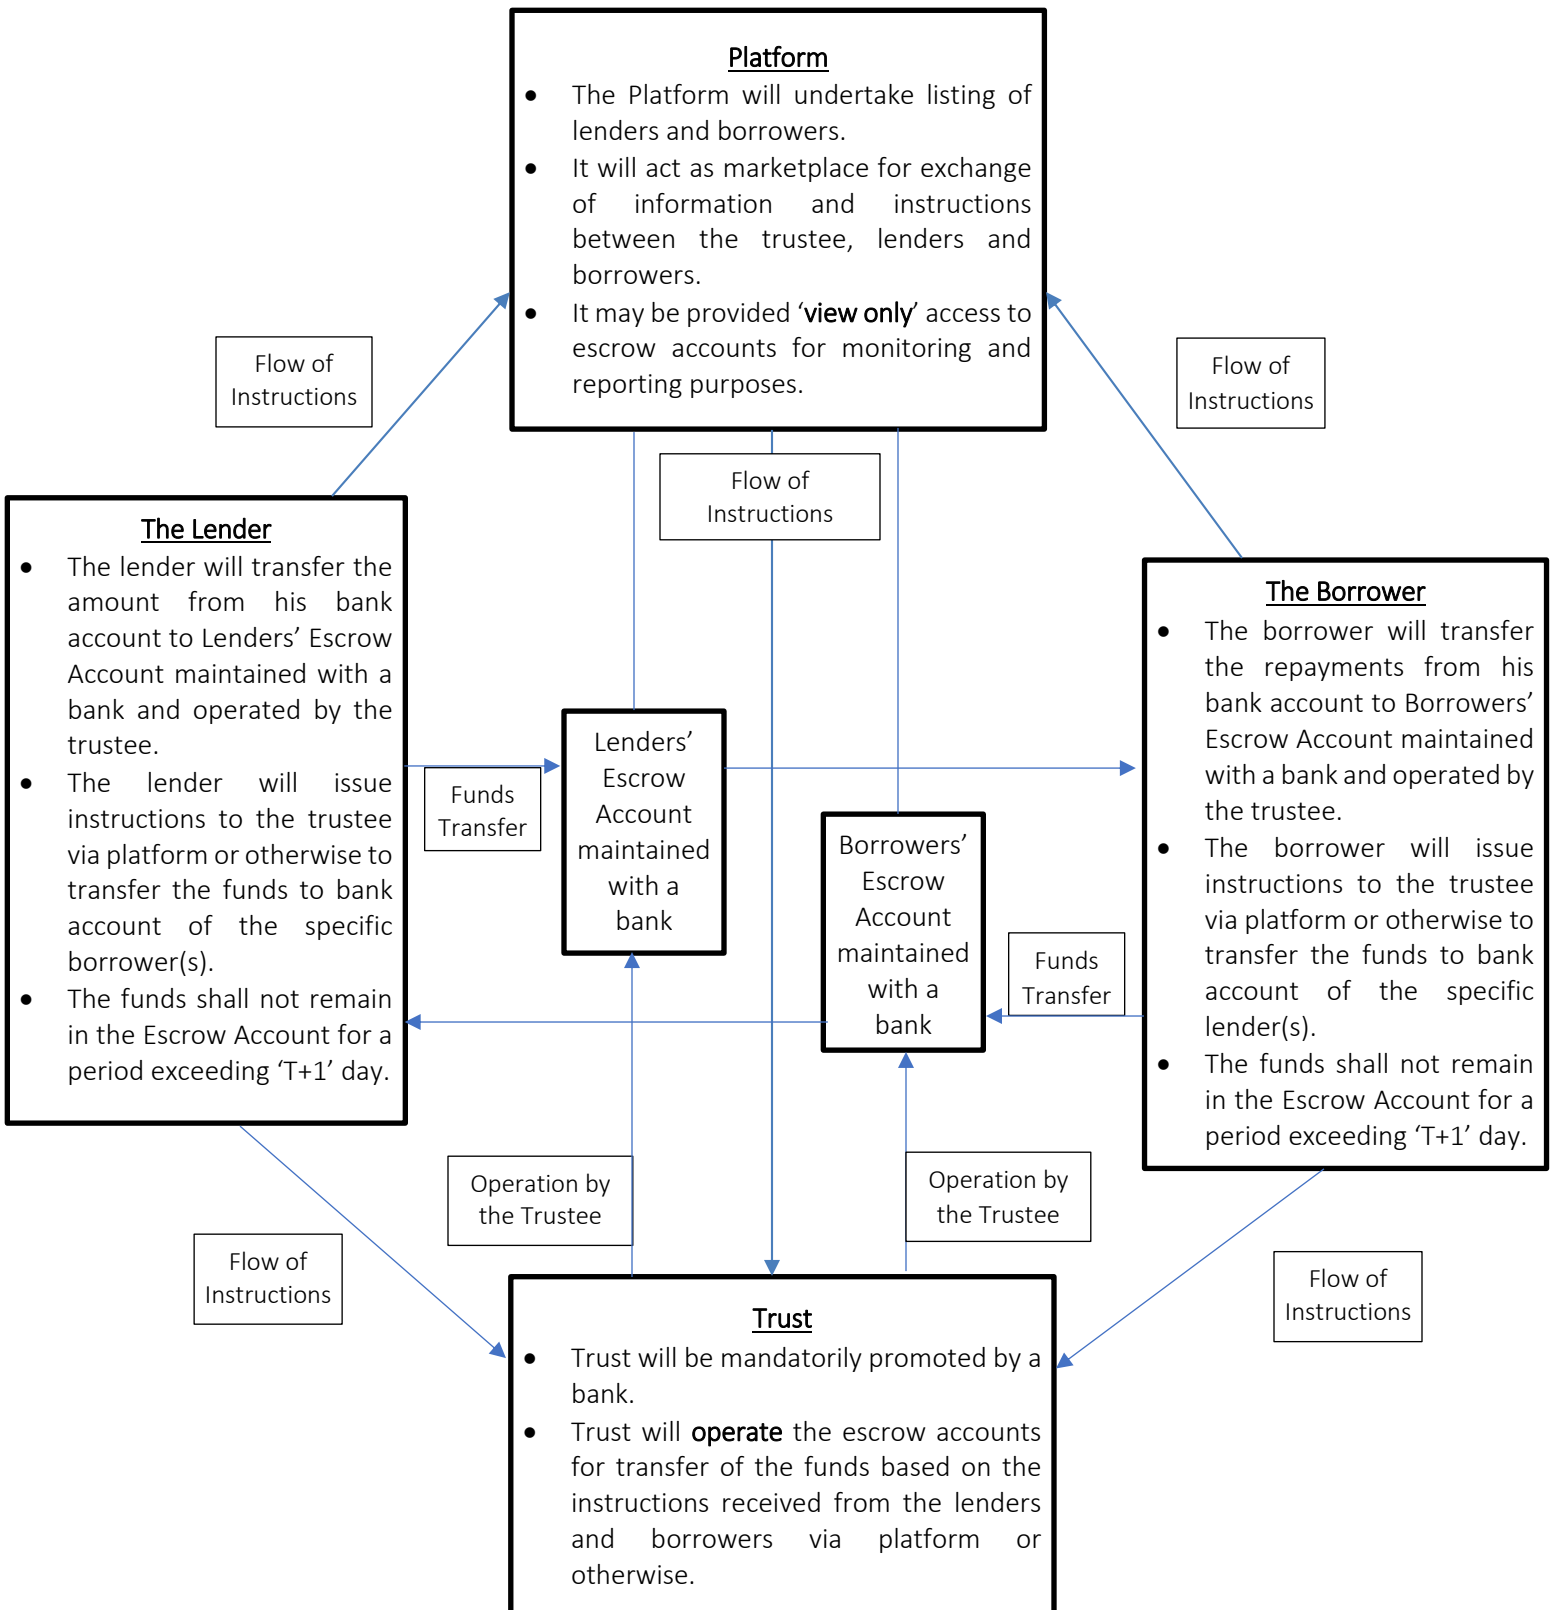 Platform
• The Platform will undertake listing of
lenders and borrowers.
• It will act as marketplace for exchange
of information and instructions
between the trustee, lenders and
borrowers.
• It may be provided ‘view only’ access to
escrow accounts for monitoring and
reporting purposes.
Flow of
Instructions
Flow of
Instructions
Flow of
Instructions
The Lender
• The lender will transfer the
amount from his bank
account to Lenders’ Escrow
Account maintained with a
bank and operated by the
trustee.
• The lender will issue
instructions to the trustee
via platform or otherwise to
transfer the funds to bank
account of the specific
borrower(s).
• The funds shall not remain
in the Escrow Account for a
period exceeding ‘T+1’ day.
Funds
Transfer
Lenders’
Escrow
Account
maintained
with a
bank
Borrowers’
Escrow
Account
maintained
with a
bank
Funds
Transfer
The Borrower
• The borrower will transfer
the repayments from his
bank account to Borrowers’
Escrow Account maintained
with a bank and operated by
the trustee.
• The borrower will issue
instructions to the trustee
via platform or otherwise to
transfer the funds to bank
account of the specific
lender(s).
• The funds shall not remain
in the Escrow Account for a
period exceeding ‘T+1’ day.
Operation by
the Trustee
Operation by
the Trustee
Flow of
Instructions
Flow of
Instructions
Trust
• Trust will be mandatorily promoted by a
bank.
• Trust will operate the escrow accounts
for transfer of the funds based on the
instructions received from the lenders
and borrowers via platform or
otherwise.